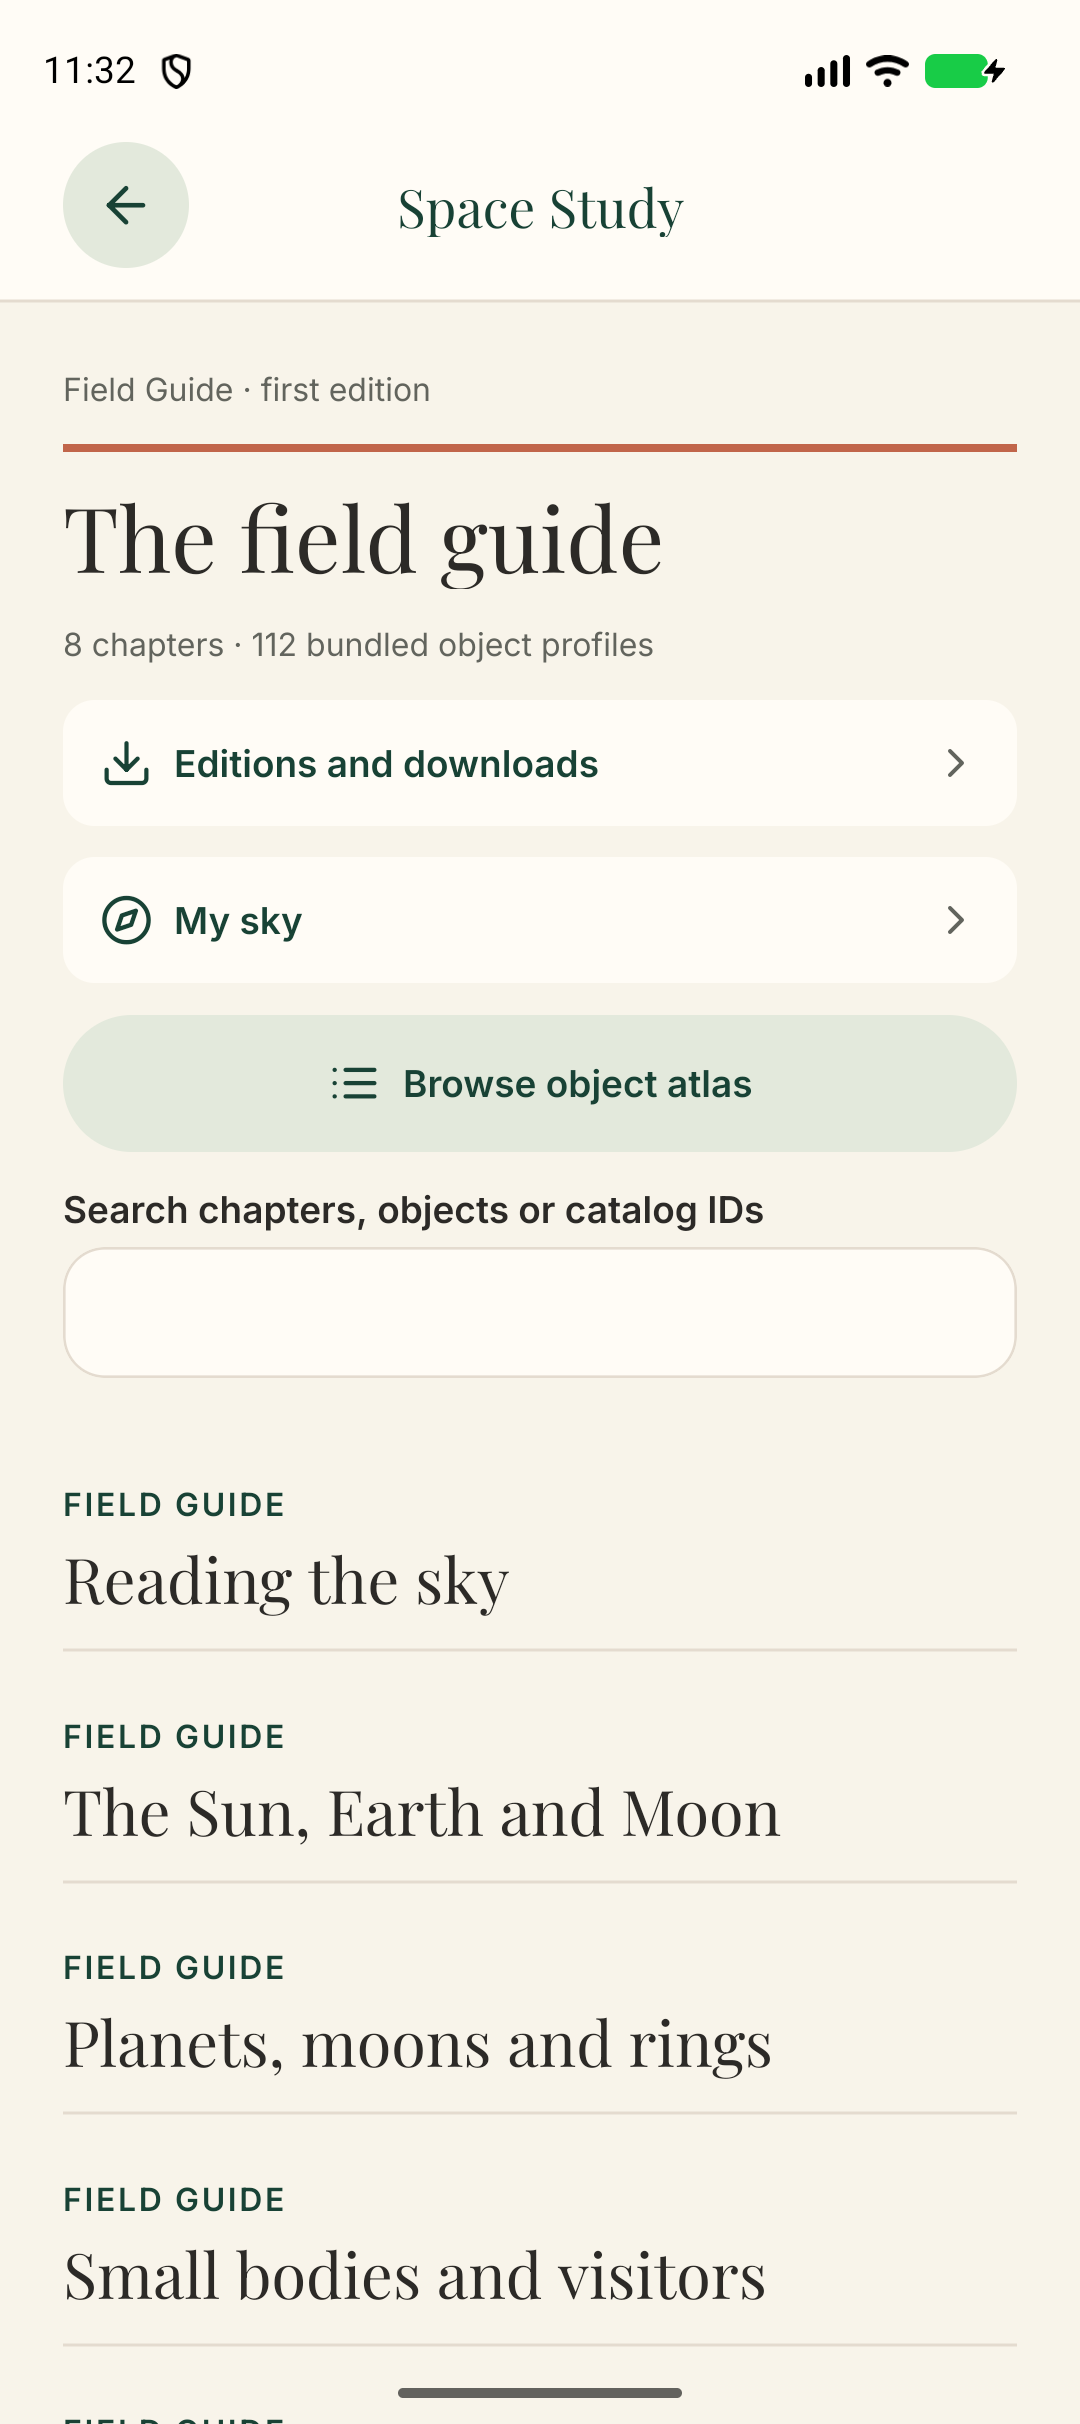 11:32
Space Study
Field Guide · first edition
The field guide
8 chapters · 112 bundled object profiles
Editions and downloads
My sky
Browse object atlas
Search chapters, objects or catalog IDs
FIELD GUIDE
Reading the sky
FIELD GUIDE
The Sun, Earth and Moon
FIELD GUIDE
Planets, moons and rings
FIELD GUIDE
Small bodies and visitors
FIELD GUIDE